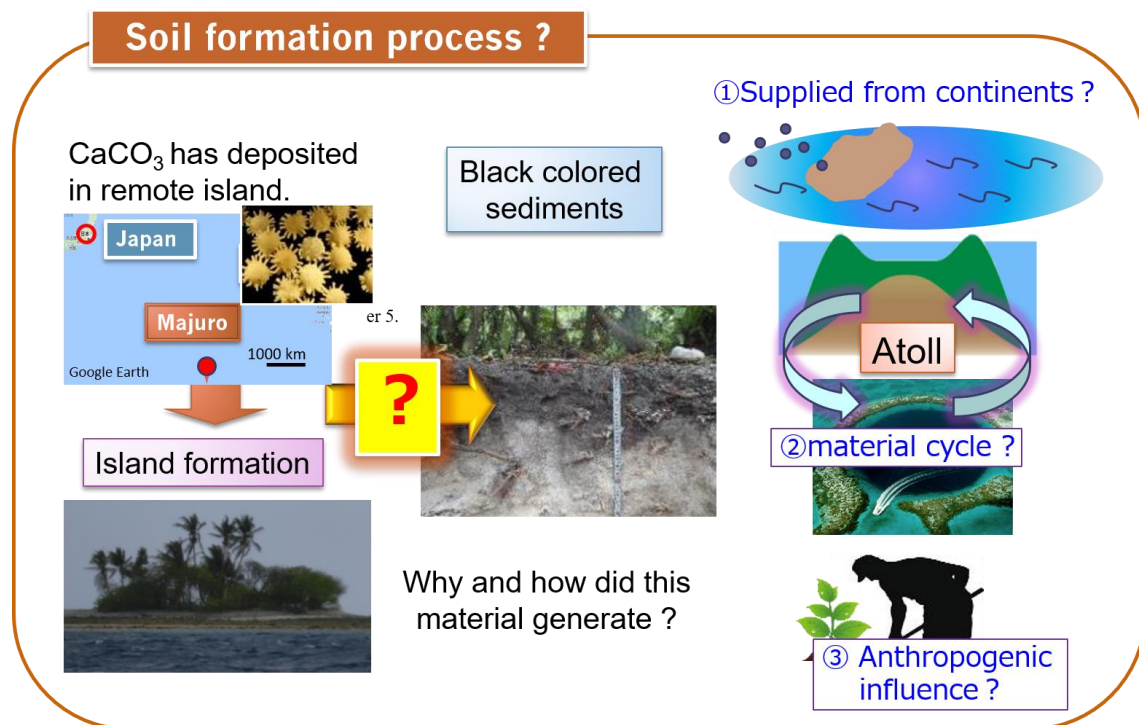 Soil formation process ?
①Supplied from continents ?
CaCO₃ has deposited
in remote island.
Black colored
sediments
Japan
Majuro
1000 km
Google Earth
er 5.
?
Island formation
Atoll
②material cycle ?
Why and how did this
material generate ?
③ Anthropogenic
influence ?